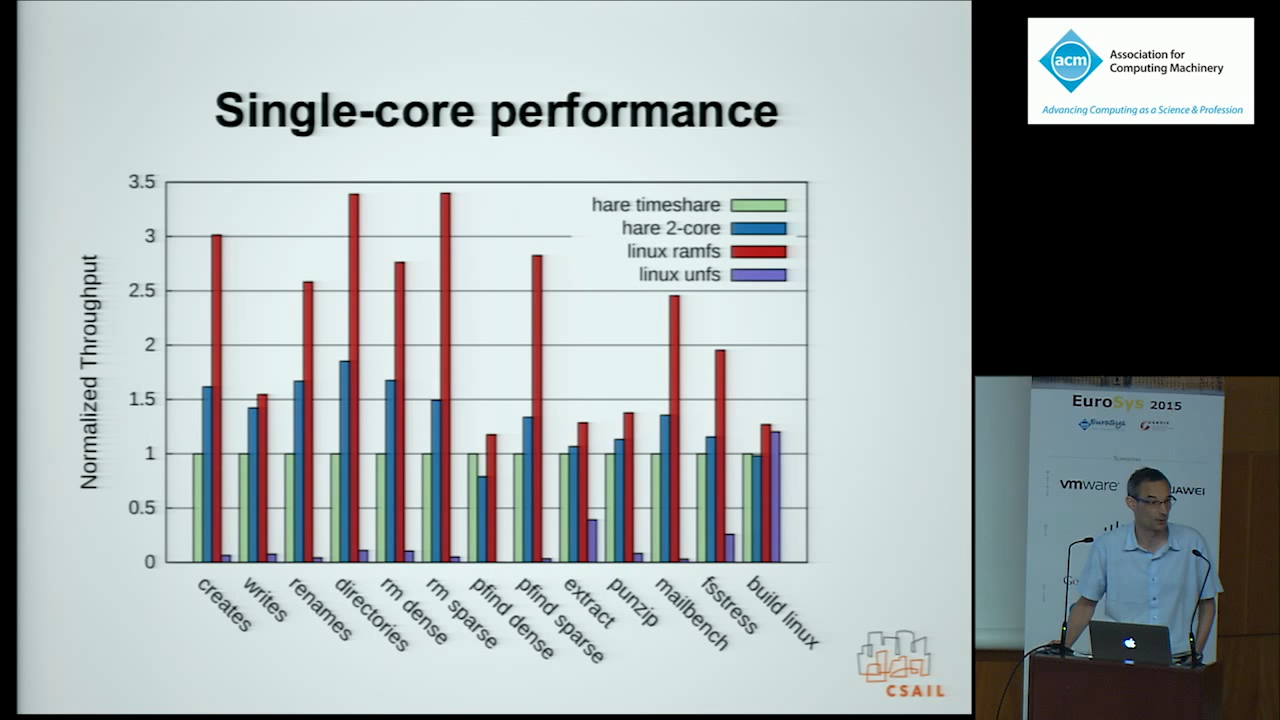 Single-core performance
Normalized Throughput
3.5
3
2.5
2
1.5
1
0.5
0
hare timeshare
hare 2-core
linux ramfs
linux unfs
creates
writes
renames
directories
rm dense
rm sparse
pfind dense
pfind sparse
extract
punzip
mailbench
fsstress
build linux
CSAIL
acm
Association for
Computing Machinery
Advancing Computing as a Science & Profession
EuroSys 2015
EuroSys
vmware